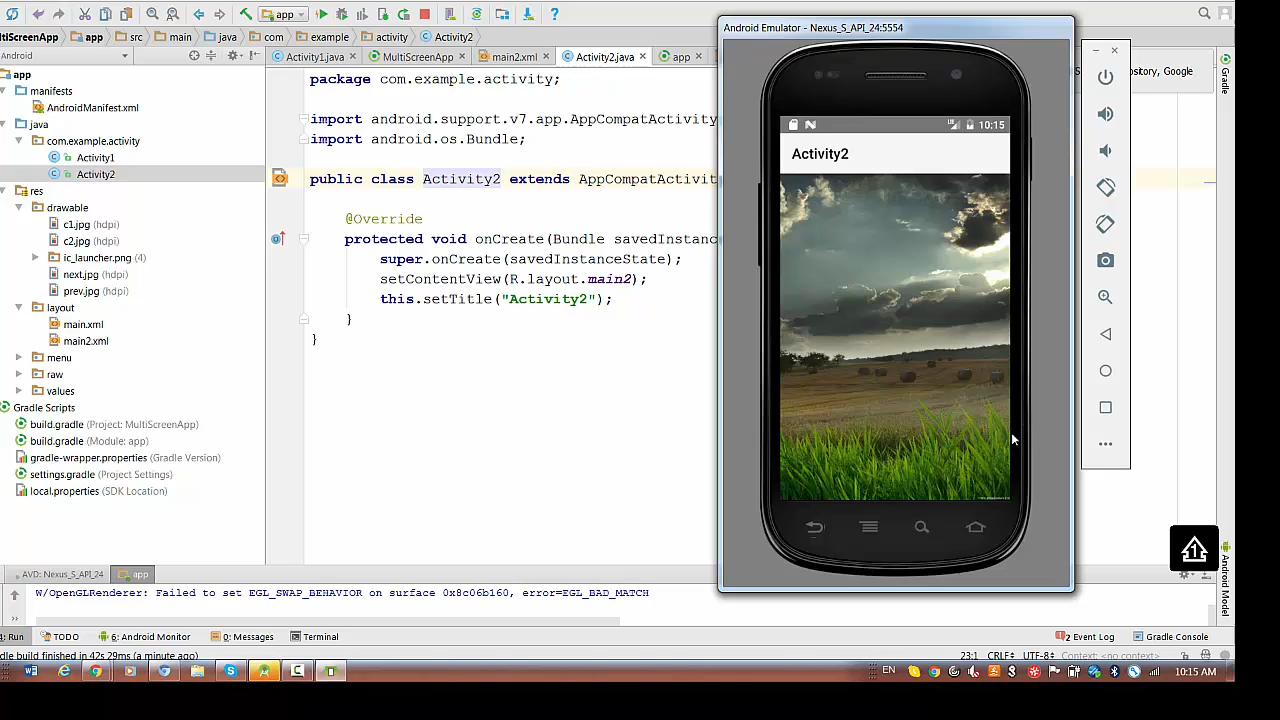 app
Android Emulator - Nexus_S_API_24:5554
ltiScreenApp
app
src
main
java
com
example
activity
Activity2
Android
Activity1.java
MultiScreenApp
main2.xml
Activity2.java
app
ository, Google
Gradle
app
manifests
AndroidManifest.xml
java
com.example.activity
Activity1
Activity2
res
drawable
c1.jpg (hdpi)
c2.jpg (hdpi)
ic_launcher.png (4)
next.jpg (hdpi)
prev.jpg (hdpi)
layout
main.xml
main2.xml
menu
raw
values
Gradle Scripts
build.gradle (Project: MultiScreenApp)
build.gradle (Module: app)
gradle-wrapper.properties (Gradle Version)
settings.gradle (Project Settings)
local.properties (SDK Location)
package com.example.activity;
import android.support.v7.app.AppCompatActivity
import android.os.Bundle;
public class Activity2 extends AppCompatActivit
@Override
protected void onCreate(Bundle savedInstanc
super.onCreate(savedInstanceState);
setContentView(R.layout.main2);
this.setTitle("Activity2");
}
}
LTE 10:15
Activity2
Android Model
AVD: Nexus_S_API_24
app
W/OpenGLRenderer: Failed to set EGL_SWAP_BEHAVIOR on surface 0x8c06b160, error=EGL_BAD_MATCH
4: Run
TODO
6: Android Monitor
0: Messages
Terminal
2 Event Log
Gradle Console
dle build finished in 42s 29ms (a minute ago)
23:1 CRLF UTF-8 Context: <no context>
EN
10:15 AM